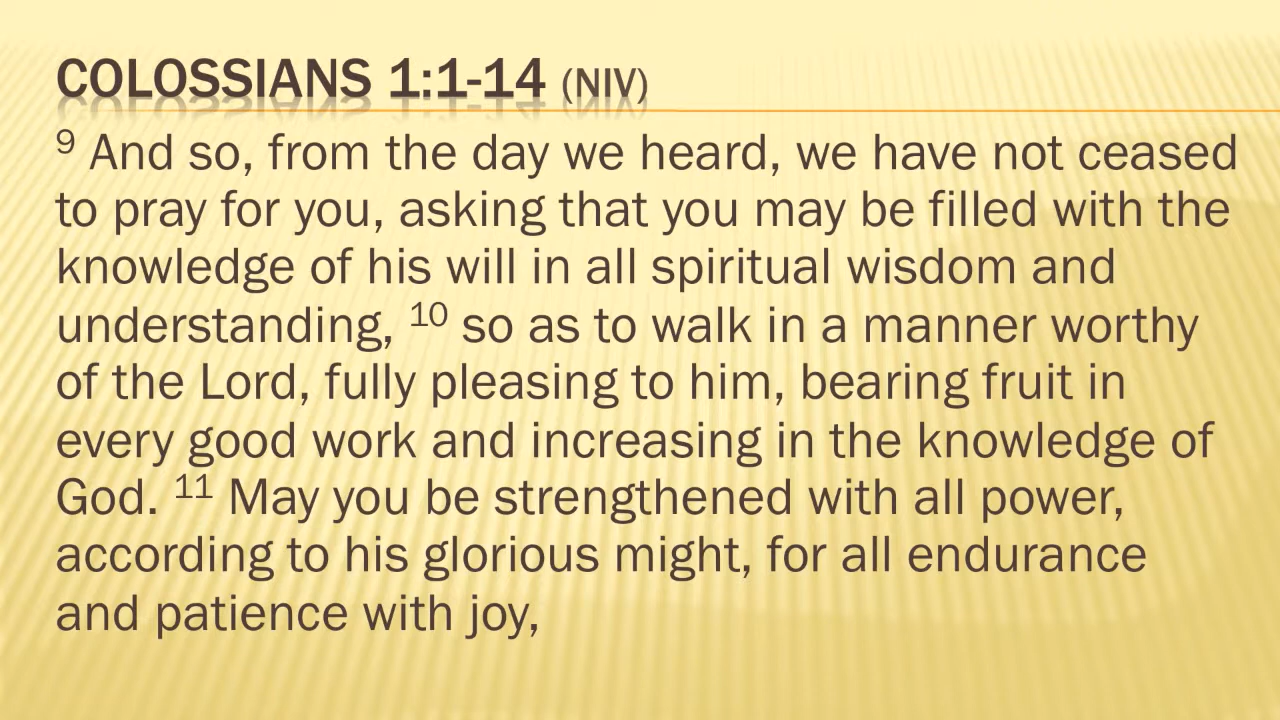 COLOSSIANS 1:1-14 (NIV)
9 And so, from the day we heard, we have not ceased
to pray for you, asking that you may be filled with the
knowledge of his will in all spiritual wisdom and
understanding, 10 so as to walk in a manner worthy
of the Lord, fully pleasing to him, bearing fruit in
every good work and increasing in the knowledge of
God. 11 May you be strengthened with all power,
according to his glorious might, for all endurance
and patience with joy,